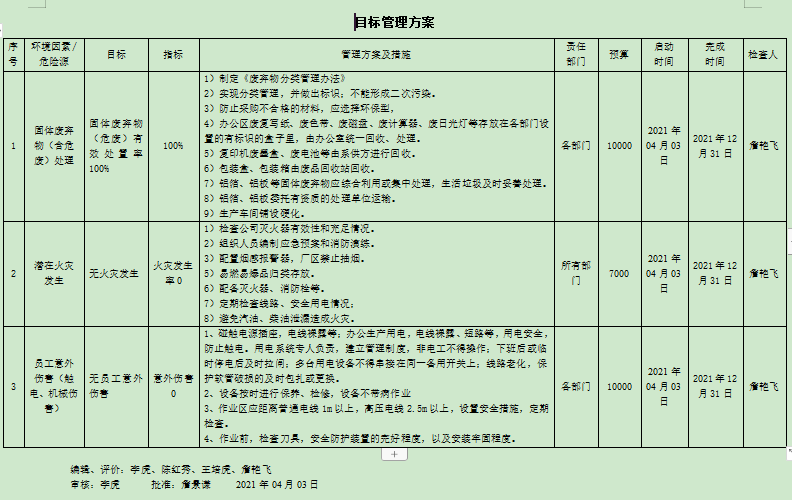 目标管理方案
序号 环境因素/危险源 目标 指标 管理方案及措施 责任部门 预算 启动时间 完成时间 检查人
1 固体废弃物（含危废）处理 固体废弃物（危废）有效处置率100% 100%
1）制定《废弃物分类管理办法》
2）实现分类管理，并做出标识；不能形成二次污染。
3）防止采购不合格的材料，应选择环保型，
4）办公区废复写纸、废色带、废磁盘、废计算器、废日光灯等存放在各部门设
置的有标识的盒子里，由办公室统一回收、处理。
5）复印机废墨盒、废电池等由系供方进行回收。
6）包装盒、包装箱由废品回收站回收。
7）铝箔、铝板等固体废弃物应综合利用或集中处理，生活垃圾及时妥善处理。
8）铝箔、铝板委托有资质的处理单位运输。
9）生产车间铺设硬化。
各部门 10000 2021年04月03日 2021年12月31日 詹艳飞
2 潜在火灾发生 无火灾发生 火灾发生率0
1）检查公司灭火器有效性和充足情况。
2）组织人员编制应急预案和消防演练。
3）配置烟感报警器，厂区禁止抽烟。
5）易燃易爆品归类存放。
6）配备灭火器、消防栓等。
7）定期检查线路、安全用电情况；
8）避免汽油、柴油泄漏造成火灾。
所有部门 7000 2021年04月03日 2021年12月31日 詹艳飞
3 员工意外伤害（触电、机械伤害） 无员工意外伤害 意外伤害0
1、碰触电源插座，电线裸露等；办公生产用电，电线裸露、短路等，用电安全，
防止触电。用电系统专人负责，建立管理制度，非电工不得操作；下班后或临
时停电后及时拉闸；多台用电设备不得串接在同一备用开关上；线路老化，保
护软管破损的及时包扎或更换。
2、设备按时进行保养、检修，设备不带病作业
3、作业区应距离普通电线1m以上，高压电线2.5m以上，设置安全措施，定期
检查。
4、作业前，检查刀具，安全防护装置的完好程度，以及安装牢固程度。
各部门 10000 2021年04月03日 2021年12月31日 詹艳飞
编辑、评价：李虎、陈红秀、王培虎、詹艳飞
审核：李虎 批准：詹景谦 2021年04月03日